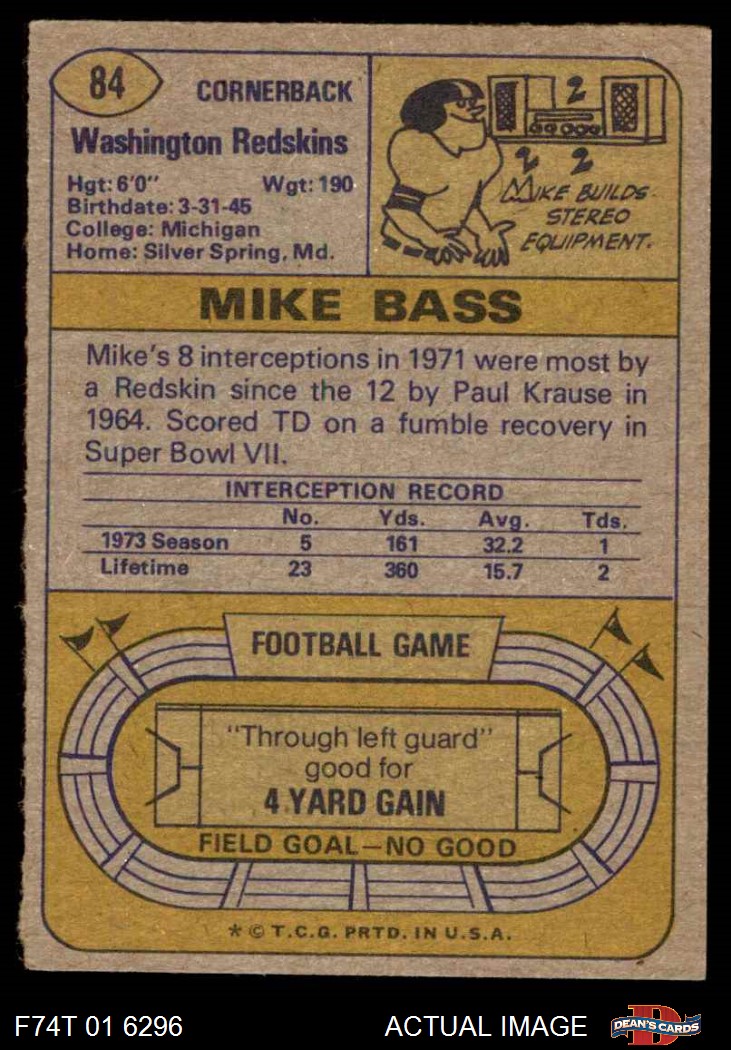 84
CORNERBACK
Washington Redskins
Hgt: 6'0" Wgt: 190
Birthdate: 3-31-45
College: Michigan
Home: Silver Spring, Md.
2
2 2
MIKE BUILDS
STEREO
EQUIPMENT.
MIKE BASS
Mike's 8 interceptions in 1971 were most by
a Redskin since the 12 by Paul Krause in
1964. Scored TD on a fumble recovery in
Super Bowl VII.
INTERCEPTION RECORD
No. Yds. Avg. Tds.
1973 Season 5 161 32.2 1
Lifetime 23 360 15.7 2
FOOTBALL GAME
"Through left guard"
good for
4 YARD GAIN
FIELD GOAL—NO GOOD
* © T.C.G. PRTD. IN U.S.A.
F74T 01 6296 ACTUAL IMAGE D DEAN'S CARDS